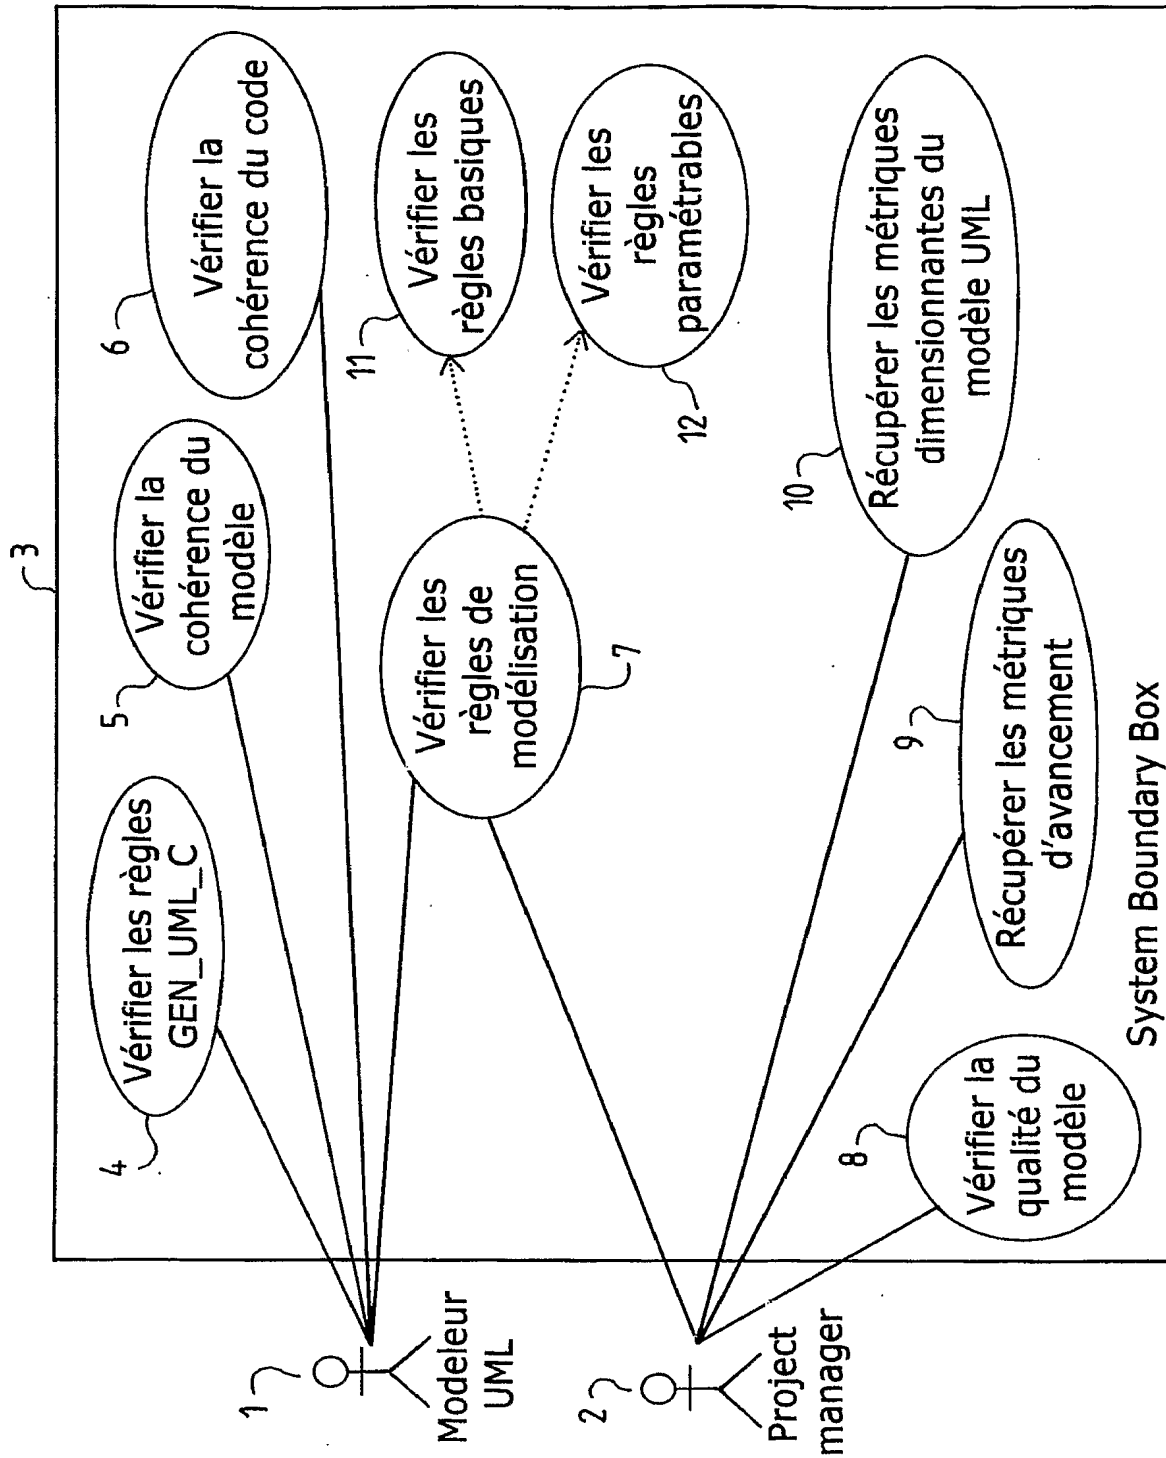 3
4
Vérifier les règles
GEN_UML_C
5
Vérifier la
cohérence du
modèle
6
Vérifier la
cohérence du code
1
Modeleur
UML
7
Vérifier les
règles de
modélisation
11
Vérifier les
règles basiques
12
Vérifier les
règles
paramétrables
2
Project
manager
8
Vérifier la
qualité du
modèle
9
Récupérer les métriques
d'avancement
10
Récupérer les métriques
dimensionnantes du
modèle UML
System Boundary Box